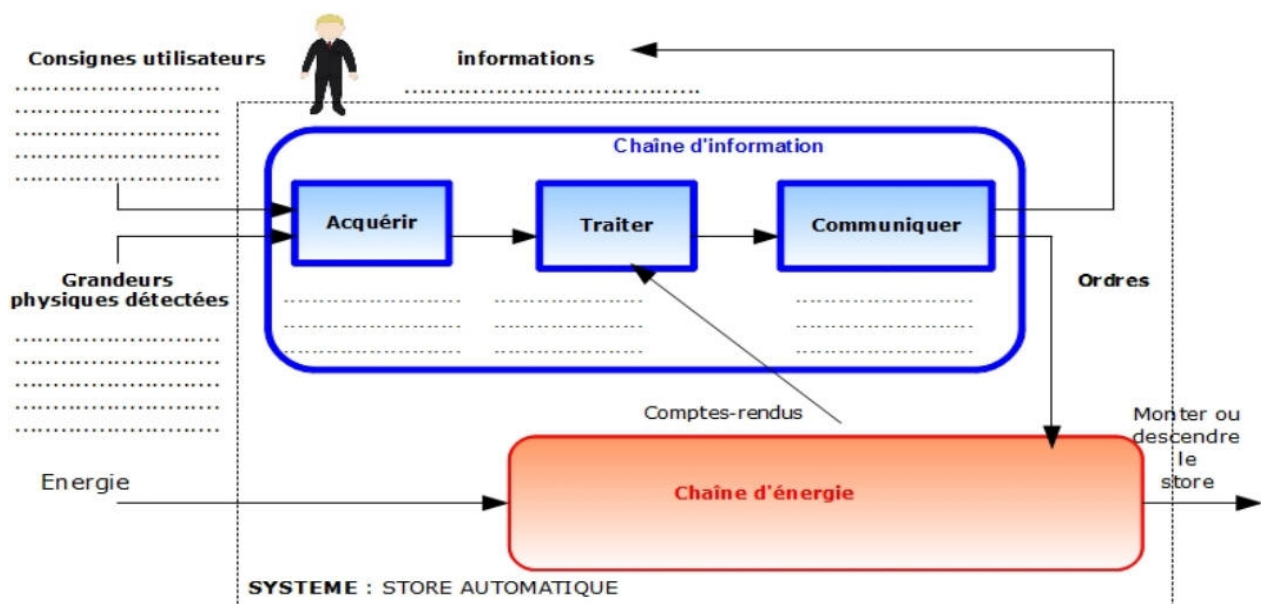 Consignes utilisateurs
informations
Chaîne d'information
Acquérir
Traiter
Communiquer
Grandeurs
physiques détectées
Ordres
Comptes-rendus
Monter ou
descendre
le
store
Energie
Chaîne d'énergie
SYSTEME : STORE AUTOMATIQUE